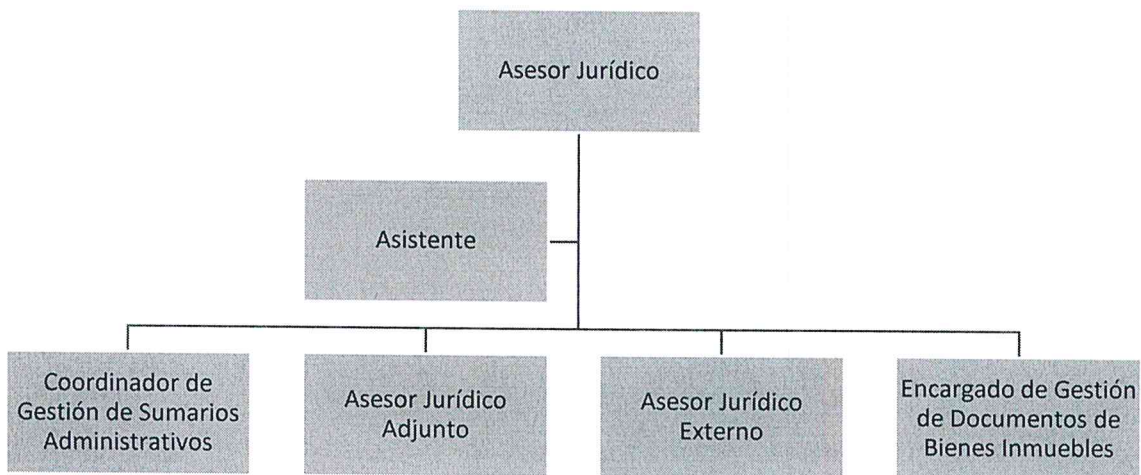 Asesor Jurídico
Asistente
Coordinador de
Gestión de Sumarios
Administrativos
Asesor Jurídico
Adjunto
Asesor Jurídico
Externo
Encargado de Gestión
de Documentos de
Bienes Inmuebles